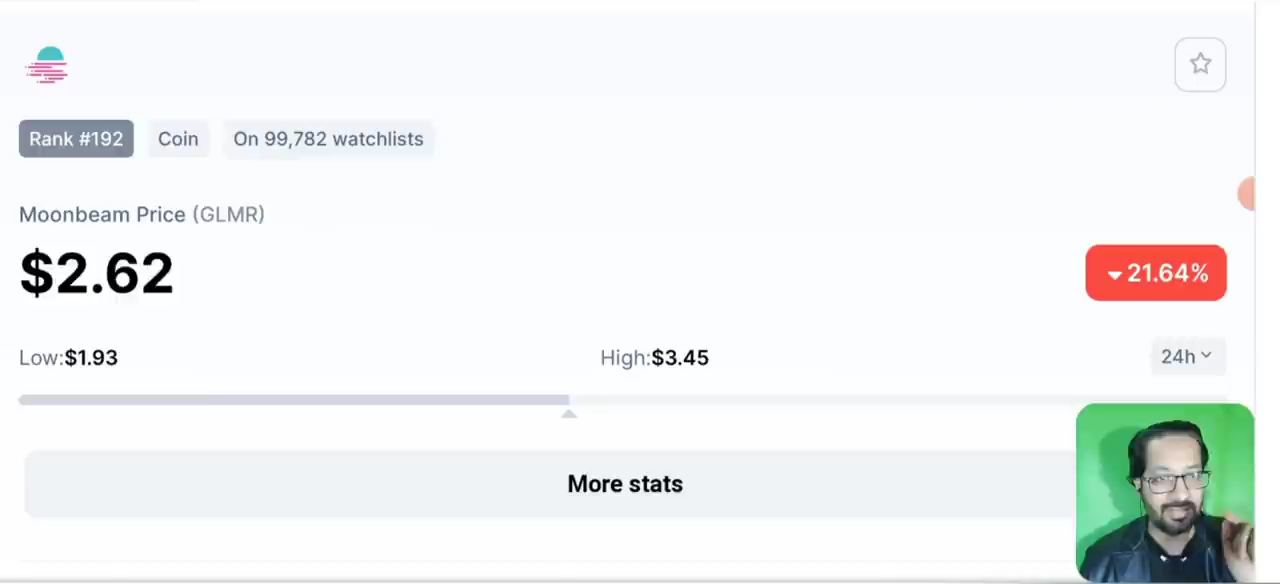 Rank #192 Coin On 99,782 watchlists
Moonbeam Price (GLMR)
$2.62 21.64%
Low:$1.93 High:$3.45 24h
More stats